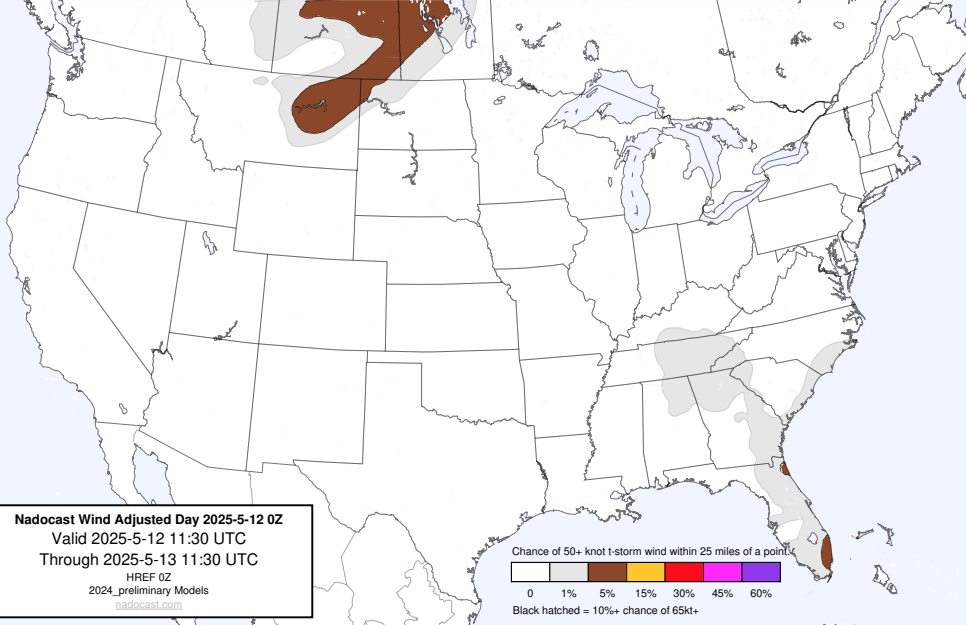 Nadocast Wind Adjusted Day 2025-5-12 0Z
Valid 2025-5-12 11:30 UTC
Through 2025-5-13 11:30 UTC
HREF 0Z
2024_preliminary Models
nadocast.com
Chance of 50+ knot t-storm wind within 25 miles of a point.
0 1% 5% 15% 30% 45% 60%
Black hatched = 10%+ chance of 65kt+